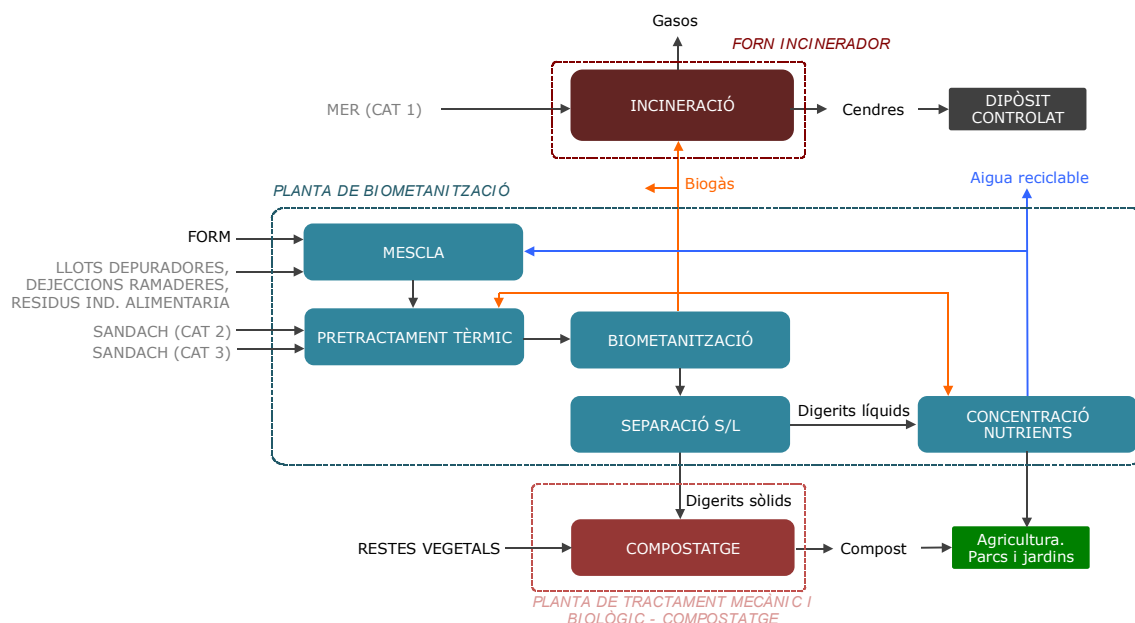 Gasos
FORN INCINERADOR
INCINERACIÓ
MER (CAT 1)
Cendres
DIPÒSIT
CONTROLAT
Biogàs
Aigua reciclable
PLANTA DE BIOMETANITZACIÓ
FORM
MESCLA
LLOTS DEPURADORES,
DEJECCIONS RAMADERES,
RESIDUS IND. ALIMENTARIA
SANDACH (CAT 2)
SANDACH (CAT 3)
PRETRACTAMENT TÈRMIC
BIOMETANITZACIÓ
SEPARACIÓ S/L
Digerits líquids
CONCENTRACIÓ
NUTRIENTS
Digerits sòlids
RESTES VEGETALS
COMPOSTATGE
Compost
Agricultura.
Parcs i jardins
PLANTA DE TRACTAMENT MECÀNIC I
BIOLÒGIC - COMPOSTATGE